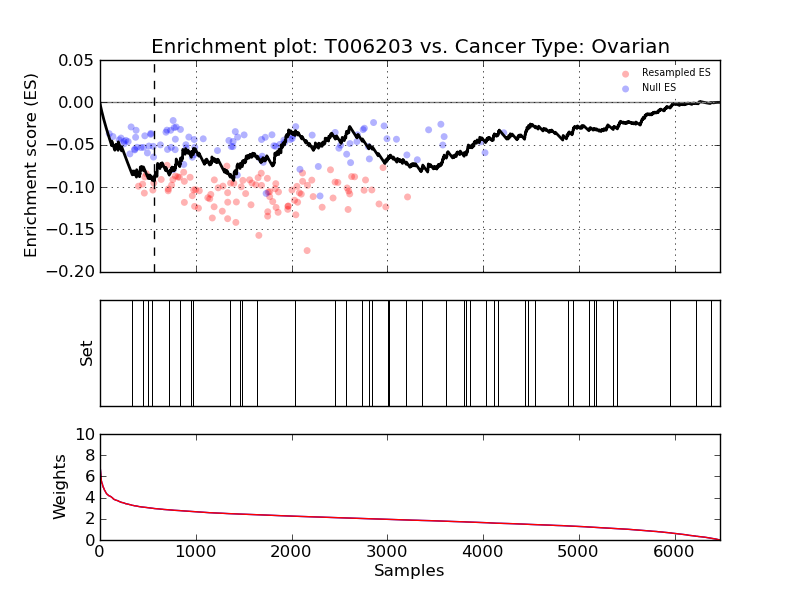 Enrichment plot: T006203 vs. Cancer Type: Ovarian
Enrichment score (ES)
0.05
0.00
−0.05
−0.10
−0.15
−0.20
Resampled ES
Null ES
Set
Weights
10
8
6
4
2
0
0 1000 2000 3000 4000 5000 6000
Samples